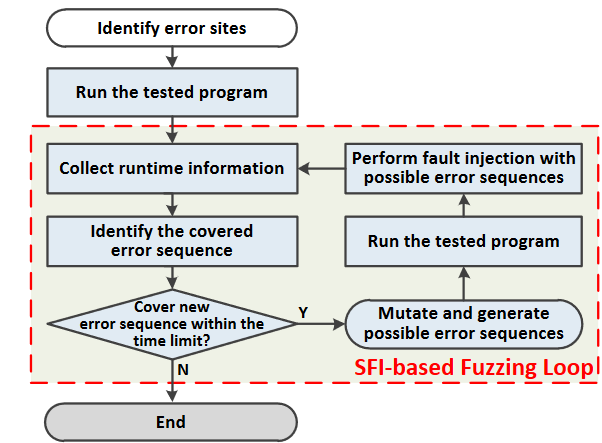 Identify error sites
Run the tested program
Collect runtime information
Perform fault injection with
possible error sequences
Identify the covered
error sequence
Run the tested program
Cover new
error sequence within the
time limit?
Y
Mutate and generate
possible error sequences
N
SFI-based Fuzzing Loop
End